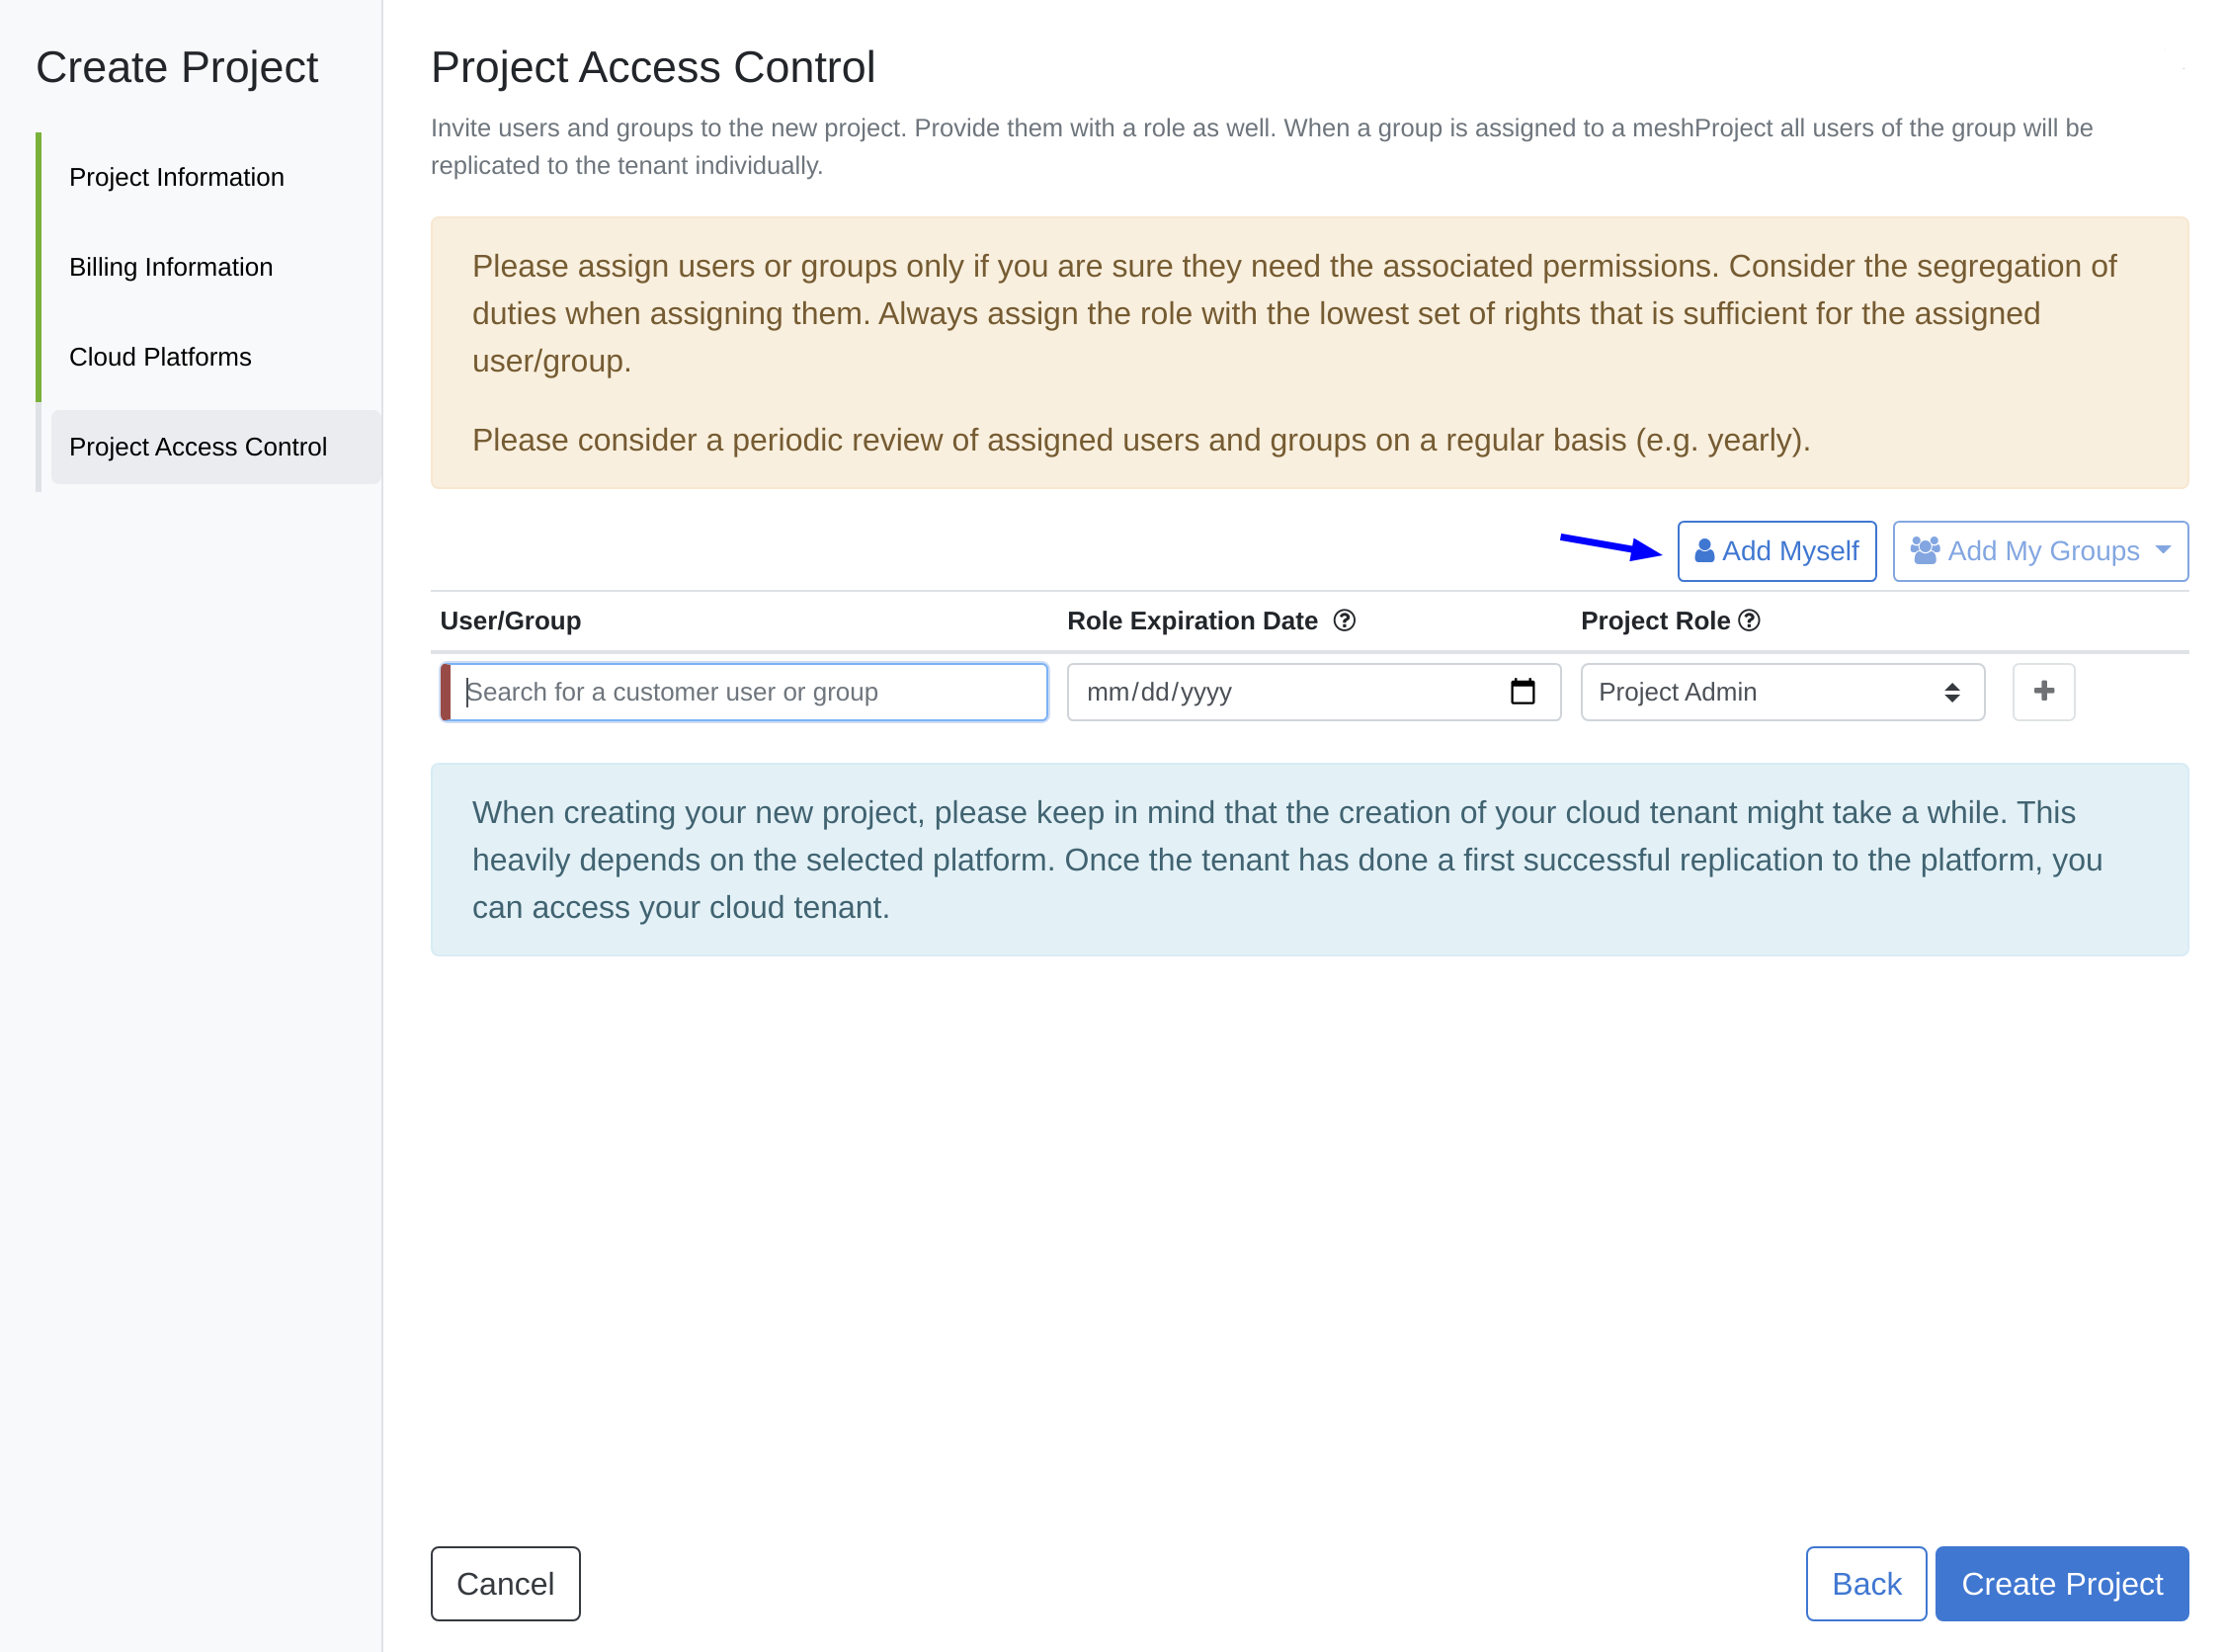 Create Project
Project Information
Billing Information
Cloud Platforms
Project Access Control
Project Access Control
Invite users and groups to the new project. Provide them with a role as well. When a group is assigned to a meshProject all users of the group will be
replicated to the tenant individually.
Please assign users or groups only if you are sure they need the associated permissions. Consider the segregation of
duties when assigning them. Always assign the role with the lowest set of rights that is sufficient for the assigned
user/group.
Please consider a periodic review of assigned users and groups on a regular basis (e.g. yearly).
Add Myself
Add My Groups
User/Group
Role Expiration Date ?
Project Role ?
Search for a customer user or group
mm/dd/yyyy
Project Admin
+
When creating your new project, please keep in mind that the creation of your cloud tenant might take a while. This
heavily depends on the selected platform. Once the tenant has done a first successful replication to the platform, you
can access your cloud tenant.
Cancel
Back
Create Project